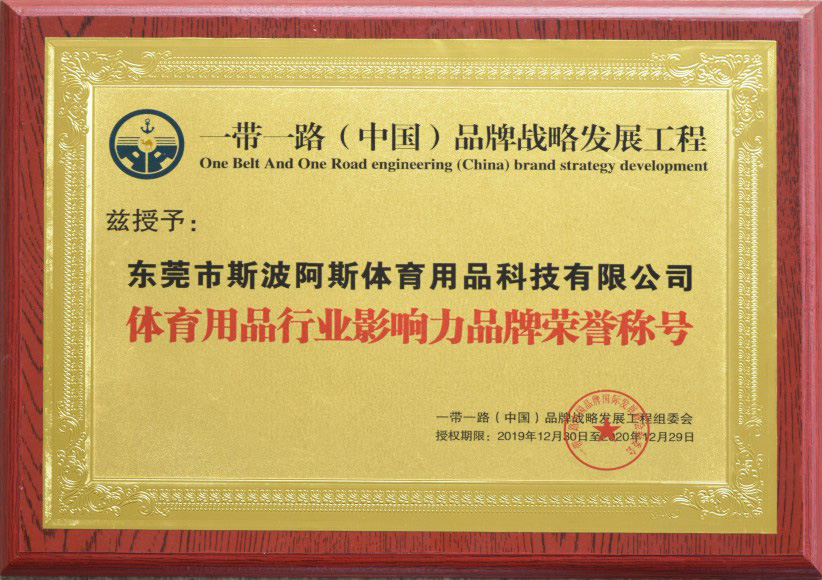 一带一路（中国）品牌战略发展工程
One Belt And One Road engineering (China) brand strategy development
兹授予：
东莞市斯波阿斯体育用品科技有限公司
体育用品行业影响力品牌荣誉称号
一带一路（中国）品牌战略发展工程组委会
授权期限：2019年12月30日至2020年12月29日